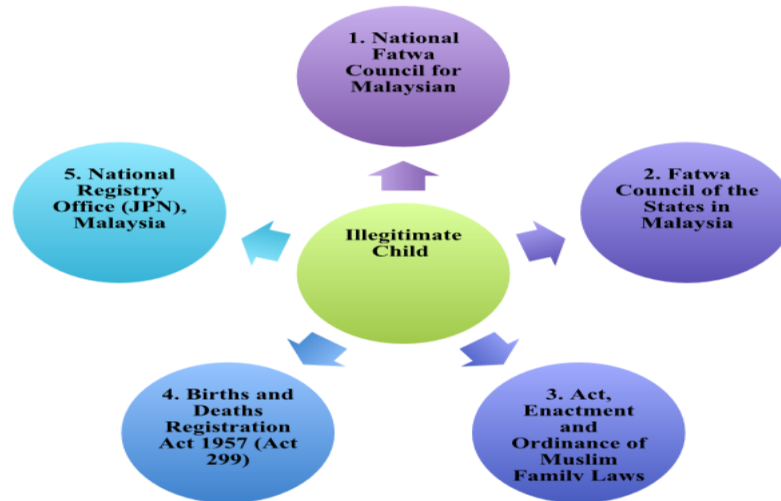 1. National
Fatwa
Council for
Malaysian
2. Fatwa
Council of the
States in
Malaysia
3. Act,
Enactment
and
Ordinance of
Muslim
Family Laws
4. Births and
Deaths
Registration
Act 1957 (Act
299)
5. National
Registry
Office (JPN),
Malaysia
Illegitimate
Child